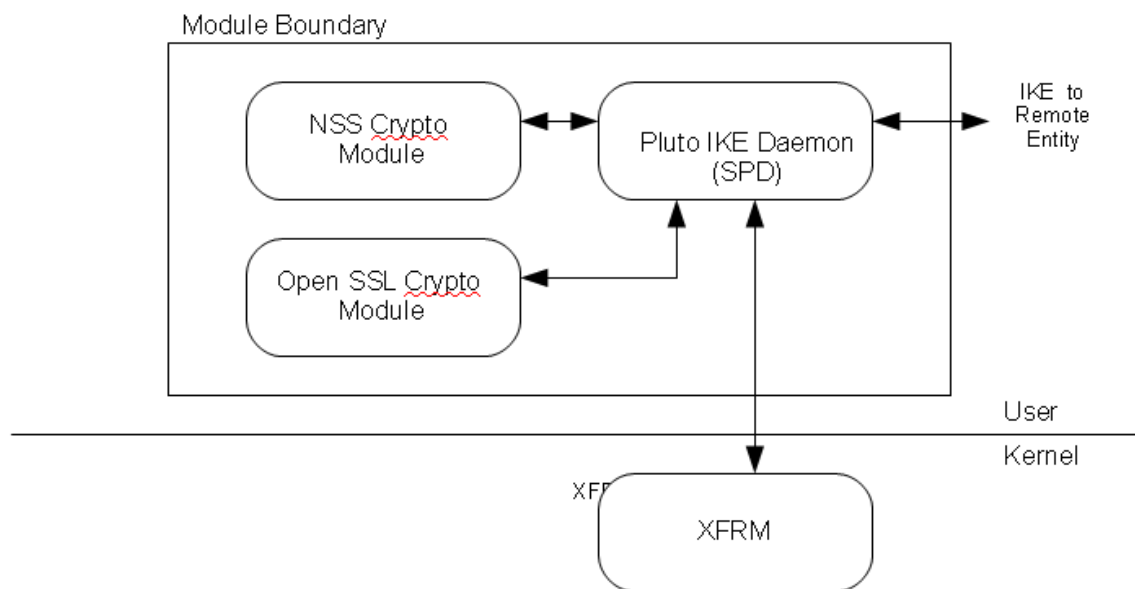 Module Boundary
NSS Crypto
Module
Pluto IKE Daemon
(SPD)
IKE to
Remote
Entity
Open SSL Crypto
Module
User
Kernel
XFRM